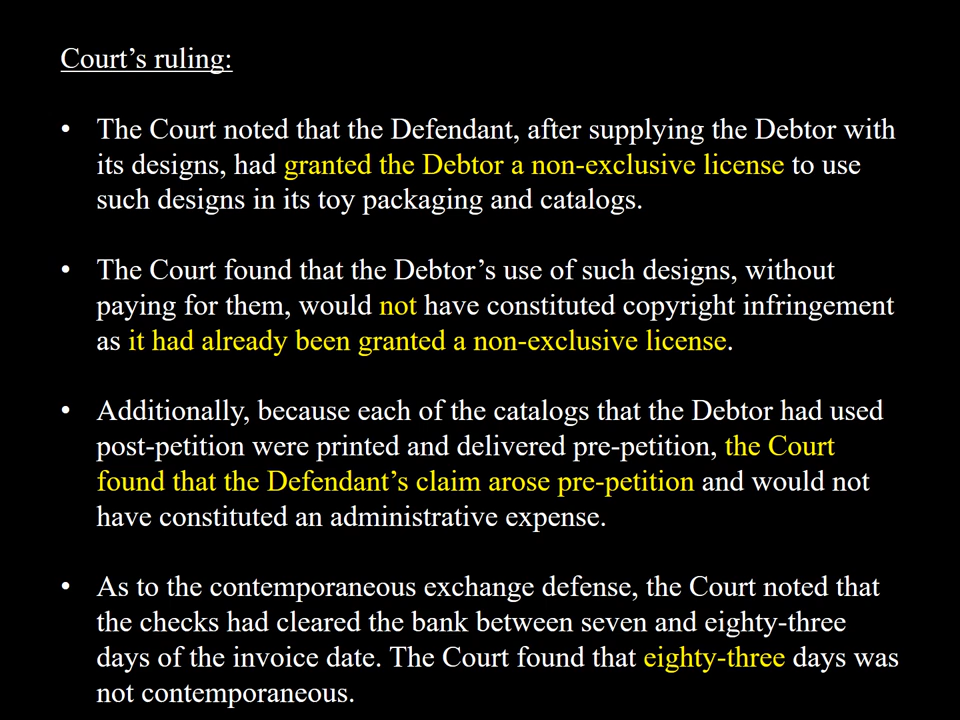 Court’s ruling:
• The Court noted that the Defendant, after supplying the Debtor with
its designs, had granted the Debtor a non-exclusive license to use
such designs in its toy packaging and catalogs.
• The Court found that the Debtor’s use of such designs, without
paying for them, would not have constituted copyright infringement
as it had already been granted a non-exclusive license.
• Additionally, because each of the catalogs that the Debtor had used
post-petition were printed and delivered pre-petition, the Court
found that the Defendant’s claim arose pre-petition and would not
have constituted an administrative expense.
• As to the contemporaneous exchange defense, the Court noted that
the checks had cleared the bank between seven and eighty-three
days of the invoice date. The Court found that eighty-three days was
not contemporaneous.